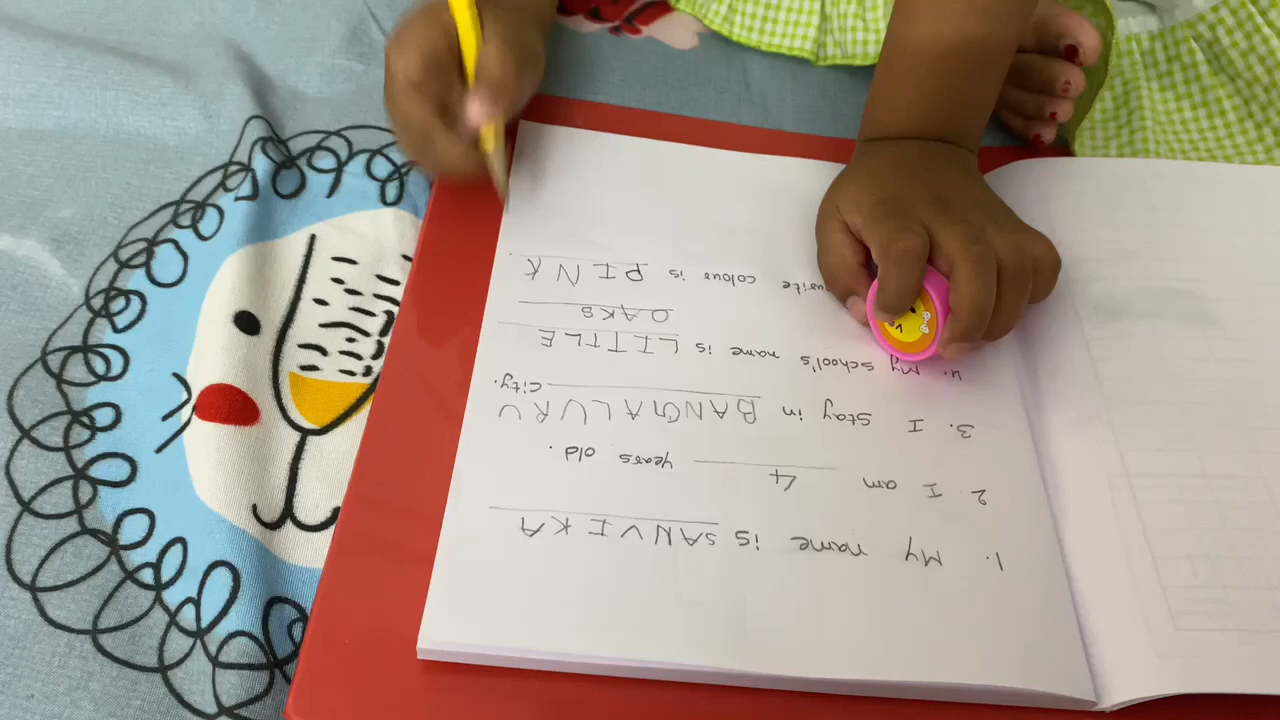 1. My name is SANVIKA
2. I am 4 years old.
3. I stay in BANGALURU city.
4. My school's name is LITTLE
OAKS
colour is PINK.